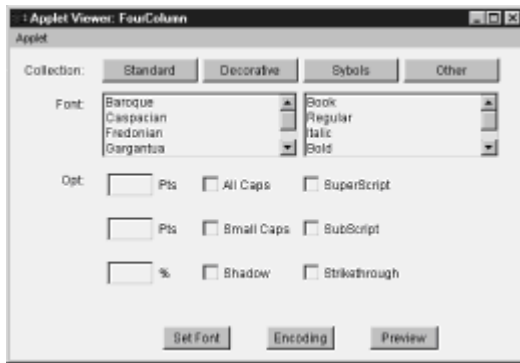 Applet Viewer: FourColumn
Applet
Collection: Standard Decorative Sybols Other
Font: Baroque Book
Caspacian Regular
Fredonian Italic
Gargantua Bold
Opt: Pts All Caps SuperScript
Pts Small Caps SubScript
% Shadow Strikethrough
Set Font Encoding Preview